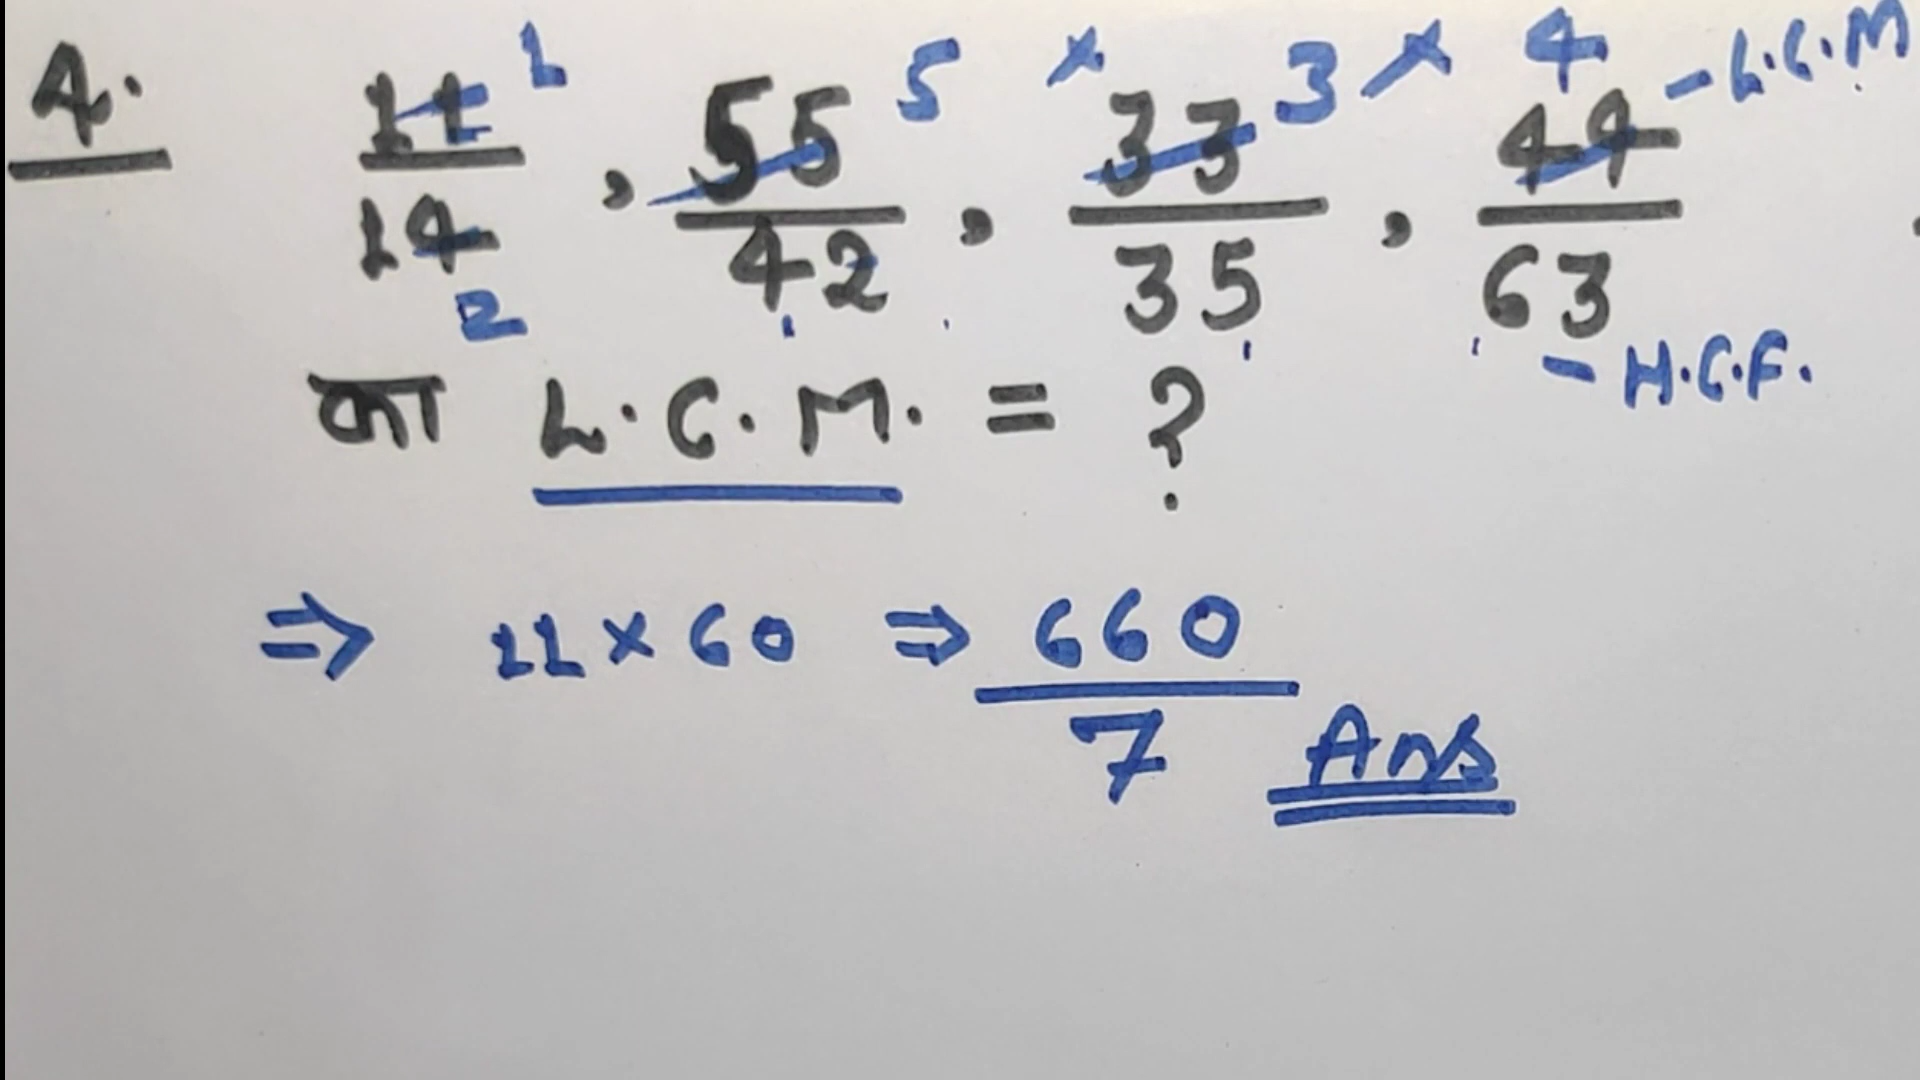 4. 11/14 1 2, 55/42 5 ×, 33/35 3 ×, 44/63 4 - L.C.M - H.C.F.
का L.C.M. = ?
⇒ 11 × 60 ⇒ 660/7 Ans